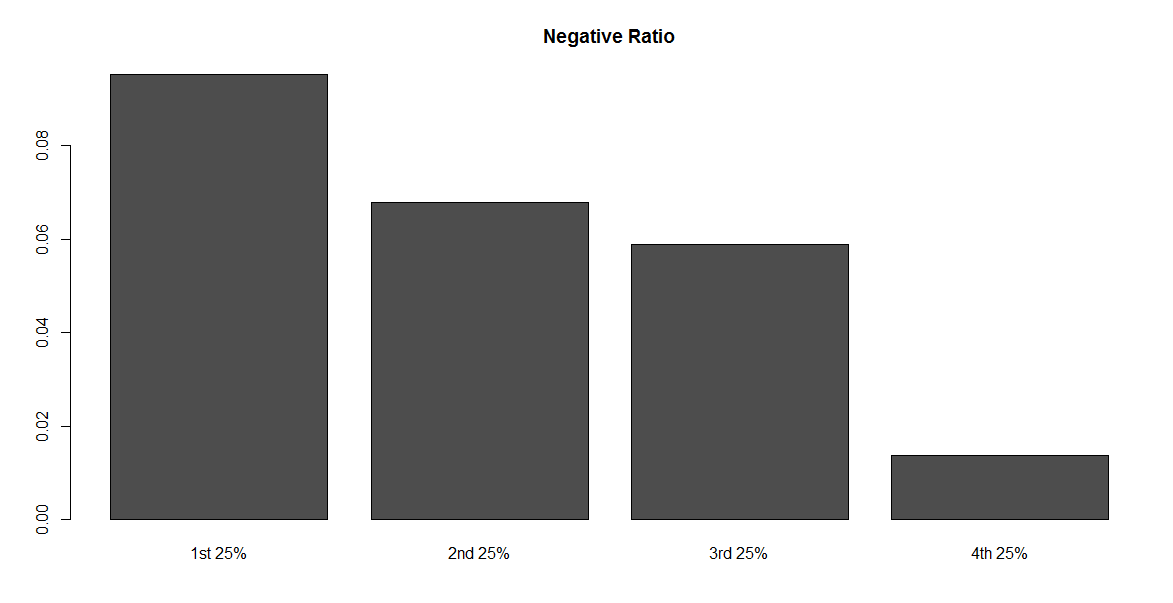 Negative Ratio
0.08
0.06
0.04
0.02
0.00
1st 25%
2nd 25%
3rd 25%
4th 25%